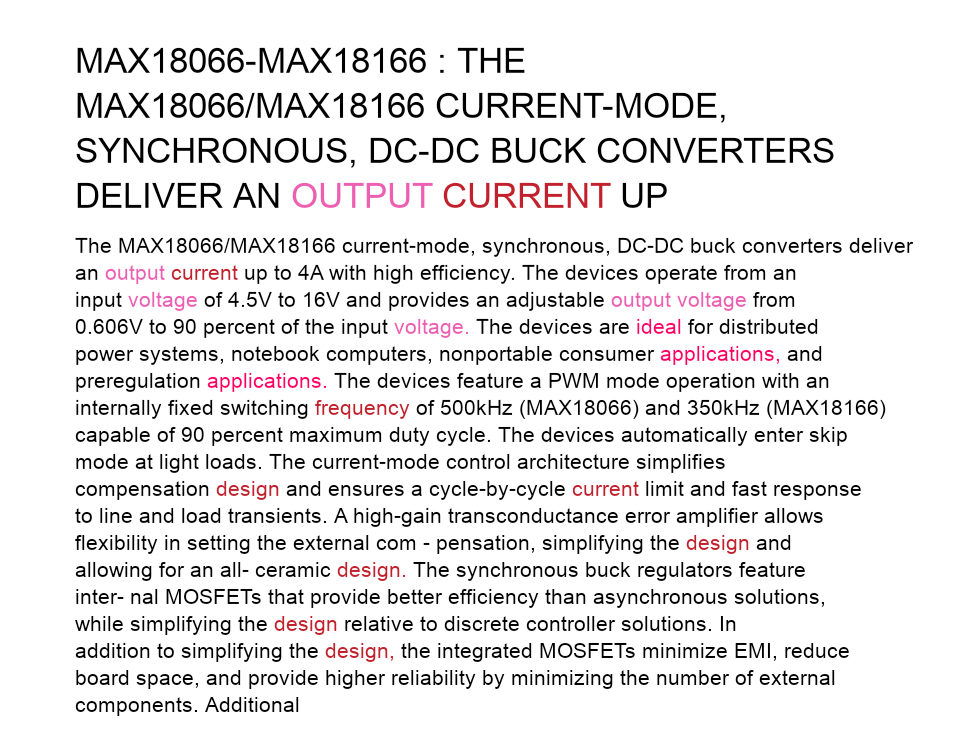 MAX18066-MAX18166 : THE
MAX18066/MAX18166 CURRENT-MODE,
SYNCHRONOUS, DC-DC BUCK CONVERTERS
DELIVER AN OUTPUT CURRENT UP
The MAX18066/MAX18166 current-mode, synchronous, DC-DC buck converters deliver
an output current up to 4A with high efficiency. The devices operate from an
input voltage of 4.5V to 16V and provides an adjustable output voltage from
0.606V to 90 percent of the input voltage. The devices are ideal for distributed
power systems, notebook computers, nonportable consumer applications, and
preregulation applications. The devices feature a PWM mode operation with an
internally fixed switching frequency of 500kHz (MAX18066) and 350kHz (MAX18166)
capable of 90 percent maximum duty cycle. The devices automatically enter skip
mode at light loads. The current-mode control architecture simplifies
compensation design and ensures a cycle-by-cycle current limit and fast response
to line and load transients. A high-gain transconductance error amplifier allows
flexibility in setting the external com - pensation, simplifying the design and
allowing for an all- ceramic design. The synchronous buck regulators feature
inter- nal MOSFETs that provide better efficiency than asynchronous solutions,
while simplifying the design relative to discrete controller solutions. In
addition to simplifying the design, the integrated MOSFETs minimize EMI, reduce
board space, and provide higher reliability by minimizing the number of external
components. Additional